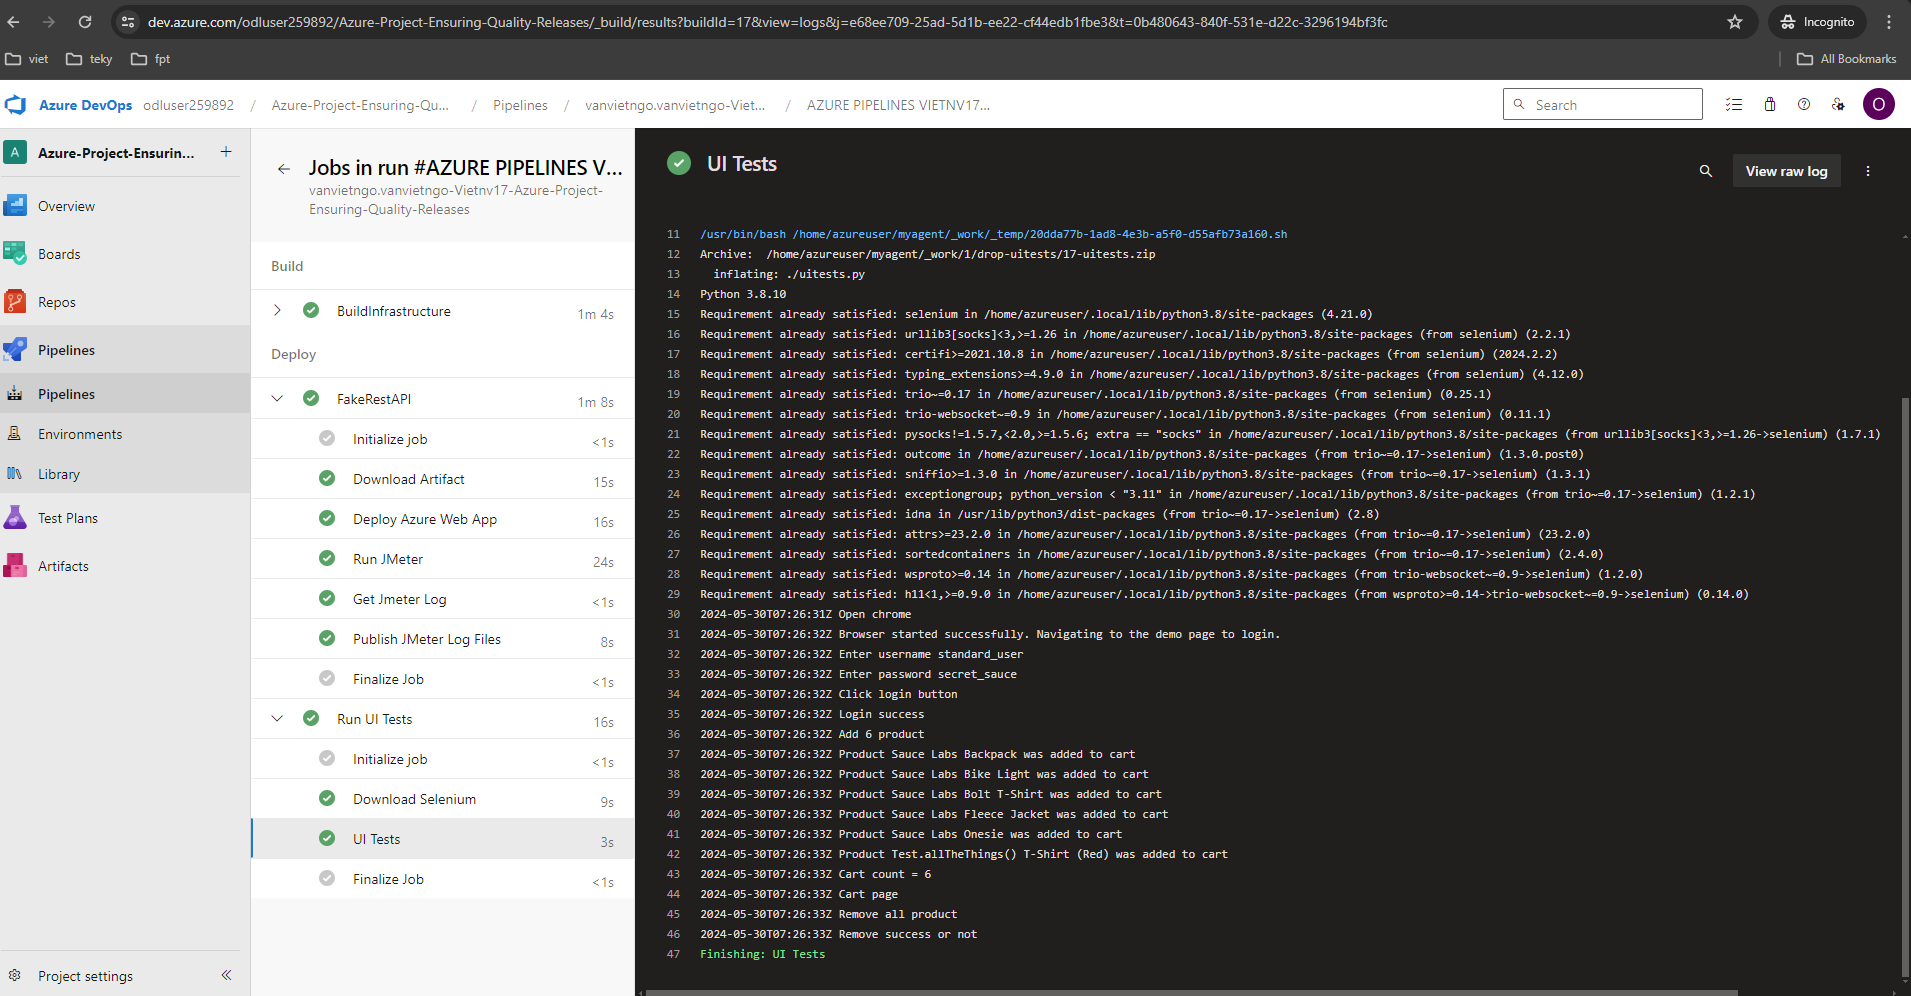 dev.azure.com/odluser259892/Azure-Project-Ensuring-Quality-Releases/_build/results?buildId=17&view=logs&j=e68ee709-25ad-5d1b-ee22-cf44edb1fbe3&t=0b480643-840f-531e-d22c-3296194bf3fc
Incognito
viet
teky
fpt
All Bookmarks
Azure DevOps
odluser259892
/
Azure-Project-Ensuring-Qu...
/
Pipelines
/
vanvietngo.vanvietngo-Viet...
/
AZURE PIPELINES VIETNV17...
Search
O
A
Azure-Project-Ensurin...
+
Overview
Boards
Repos
Pipelines
Pipelines
Environments
Library
Test Plans
Artifacts
Project settings
Jobs in run #AZURE PIPELINES V...
vanvietngo.vanvietngo-Vietnv17-Azure-Project-
Ensuring-Quality-Releases
Build
BuildInfrastructure 1m 4s
Deploy
FakeRestAPI 1m 8s
Initialize job <1s
Download Artifact 15s
Deploy Azure Web App 16s
Run JMeter 24s
Get Jmeter Log <1s
Publish JMeter Log Files 8s
Finalize Job <1s
Run UI Tests 16s
Initialize job <1s
Download Selenium 9s
UI Tests 3s
Finalize Job <1s
UI Tests
View raw log
11 /usr/bin/bash /home/azureuser/myagent/_work/_temp/20dda77b-1ad8-4e3b-a5f0-d55afb73a160.sh
12 Archive:  /home/azureuser/myagent/_work/1/drop-uitests/17-uitests.zip
13   inflating: ./uitests.py
14 Python 3.8.10
15 Requirement already satisfied: selenium in /home/azureuser/.local/lib/python3.8/site-packages (4.21.0)
16 Requirement already satisfied: urllib3[socks]<3,>=1.26 in /home/azureuser/.local/lib/python3.8/site-packages (from selenium) (2.2.1)
17 Requirement already satisfied: certifi>=2021.10.8 in /home/azureuser/.local/lib/python3.8/site-packages (from selenium) (2024.2.2)
18 Requirement already satisfied: typing_extensions>=4.9.0 in /home/azureuser/.local/lib/python3.8/site-packages (from selenium) (4.12.0)
19 Requirement already satisfied: trio~=0.17 in /home/azureuser/.local/lib/python3.8/site-packages (from selenium) (0.25.1)
20 Requirement already satisfied: trio-websocket~=0.9 in /home/azureuser/.local/lib/python3.8/site-packages (from selenium) (0.11.1)
21 Requirement already satisfied: pysocks!=1.5.7,<2.0,>=1.5.6; extra == "socks" in /home/azureuser/.local/lib/python3.8/site-packages (from urllib3[socks]<3,>=1.26->selenium) (1.7.1)
22 Requirement already satisfied: outcome in /home/azureuser/.local/lib/python3.8/site-packages (from trio~=0.17->selenium) (1.3.0.post0)
23 Requirement already satisfied: sniffio>=1.3.0 in /home/azureuser/.local/lib/python3.8/site-packages (from trio~=0.17->selenium) (1.3.1)
24 Requirement already satisfied: exceptiongroup; python_version < "3.11" in /home/azureuser/.local/lib/python3.8/site-packages (from trio~=0.17->selenium) (1.2.1)
25 Requirement already satisfied: idna in /usr/lib/python3/dist-packages (from trio~=0.17->selenium) (2.8)
26 Requirement already satisfied: attrs>=23.2.0 in /home/azureuser/.local/lib/python3.8/site-packages (from trio~=0.17->selenium) (23.2.0)
27 Requirement already satisfied: sortedcontainers in /home/azureuser/.local/lib/python3.8/site-packages (from trio~=0.17->selenium) (2.4.0)
28 Requirement already satisfied: wsproto>=0.14 in /home/azureuser/.local/lib/python3.8/site-packages (from trio-websocket~=0.9->selenium) (1.2.0)
29 Requirement already satisfied: h11<1,>=0.9.0 in /home/azureuser/.local/lib/python3.8/site-packages (from wsproto>=0.14->trio-websocket~=0.9->selenium) (0.14.0)
30 2024-05-30T07:26:31Z Open chrome
31 2024-05-30T07:26:32Z Browser started successfully. Navigating to the demo page to login.
32 2024-05-30T07:26:32Z Enter username standard_user
33 2024-05-30T07:26:32Z Enter password secret_sauce
34 2024-05-30T07:26:32Z Click login button
35 2024-05-30T07:26:32Z Login success
36 2024-05-30T07:26:32Z Add 6 product
37 2024-05-30T07:26:32Z Product Sauce Labs Backpack was added to cart
38 2024-05-30T07:26:32Z Product Sauce Labs Bike Light was added to cart
39 2024-05-30T07:26:33Z Product Sauce Labs Bolt T-Shirt was added to cart
40 2024-05-30T07:26:33Z Product Sauce Labs Fleece Jacket was added to cart
41 2024-05-30T07:26:33Z Product Sauce Labs Onesie was added to cart
42 2024-05-30T07:26:33Z Product Test.allTheThings() T-Shirt (Red) was added to cart
43 2024-05-30T07:26:33Z Cart count = 6
44 2024-05-30T07:26:33Z Cart page
45 2024-05-30T07:26:33Z Remove all product
46 2024-05-30T07:26:33Z Remove success or not
47 Finishing: UI Tests